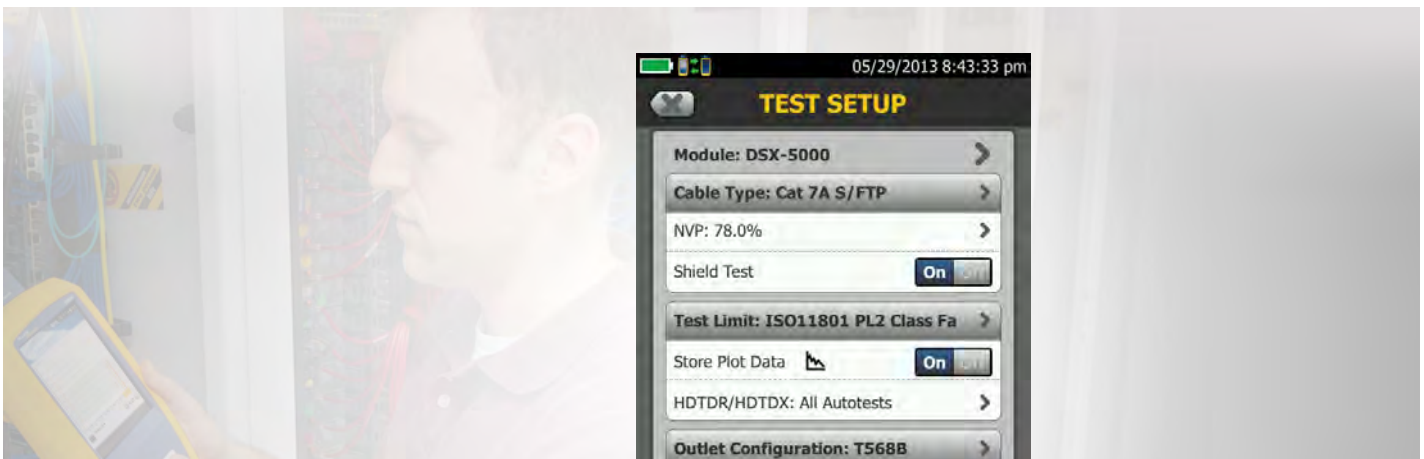 05/29/2013 8:43:33 pm
TEST SETUP
Module: DSX-5000
Cable Type: Cat 7A S/FTP
NVP: 78.0%
Shield Test On
Test Limit: ISO11801 PL2 Class Fa
Store Plot Data On
HDTDR/HDTDX: All Autotests
Outlet Configuration: T568B